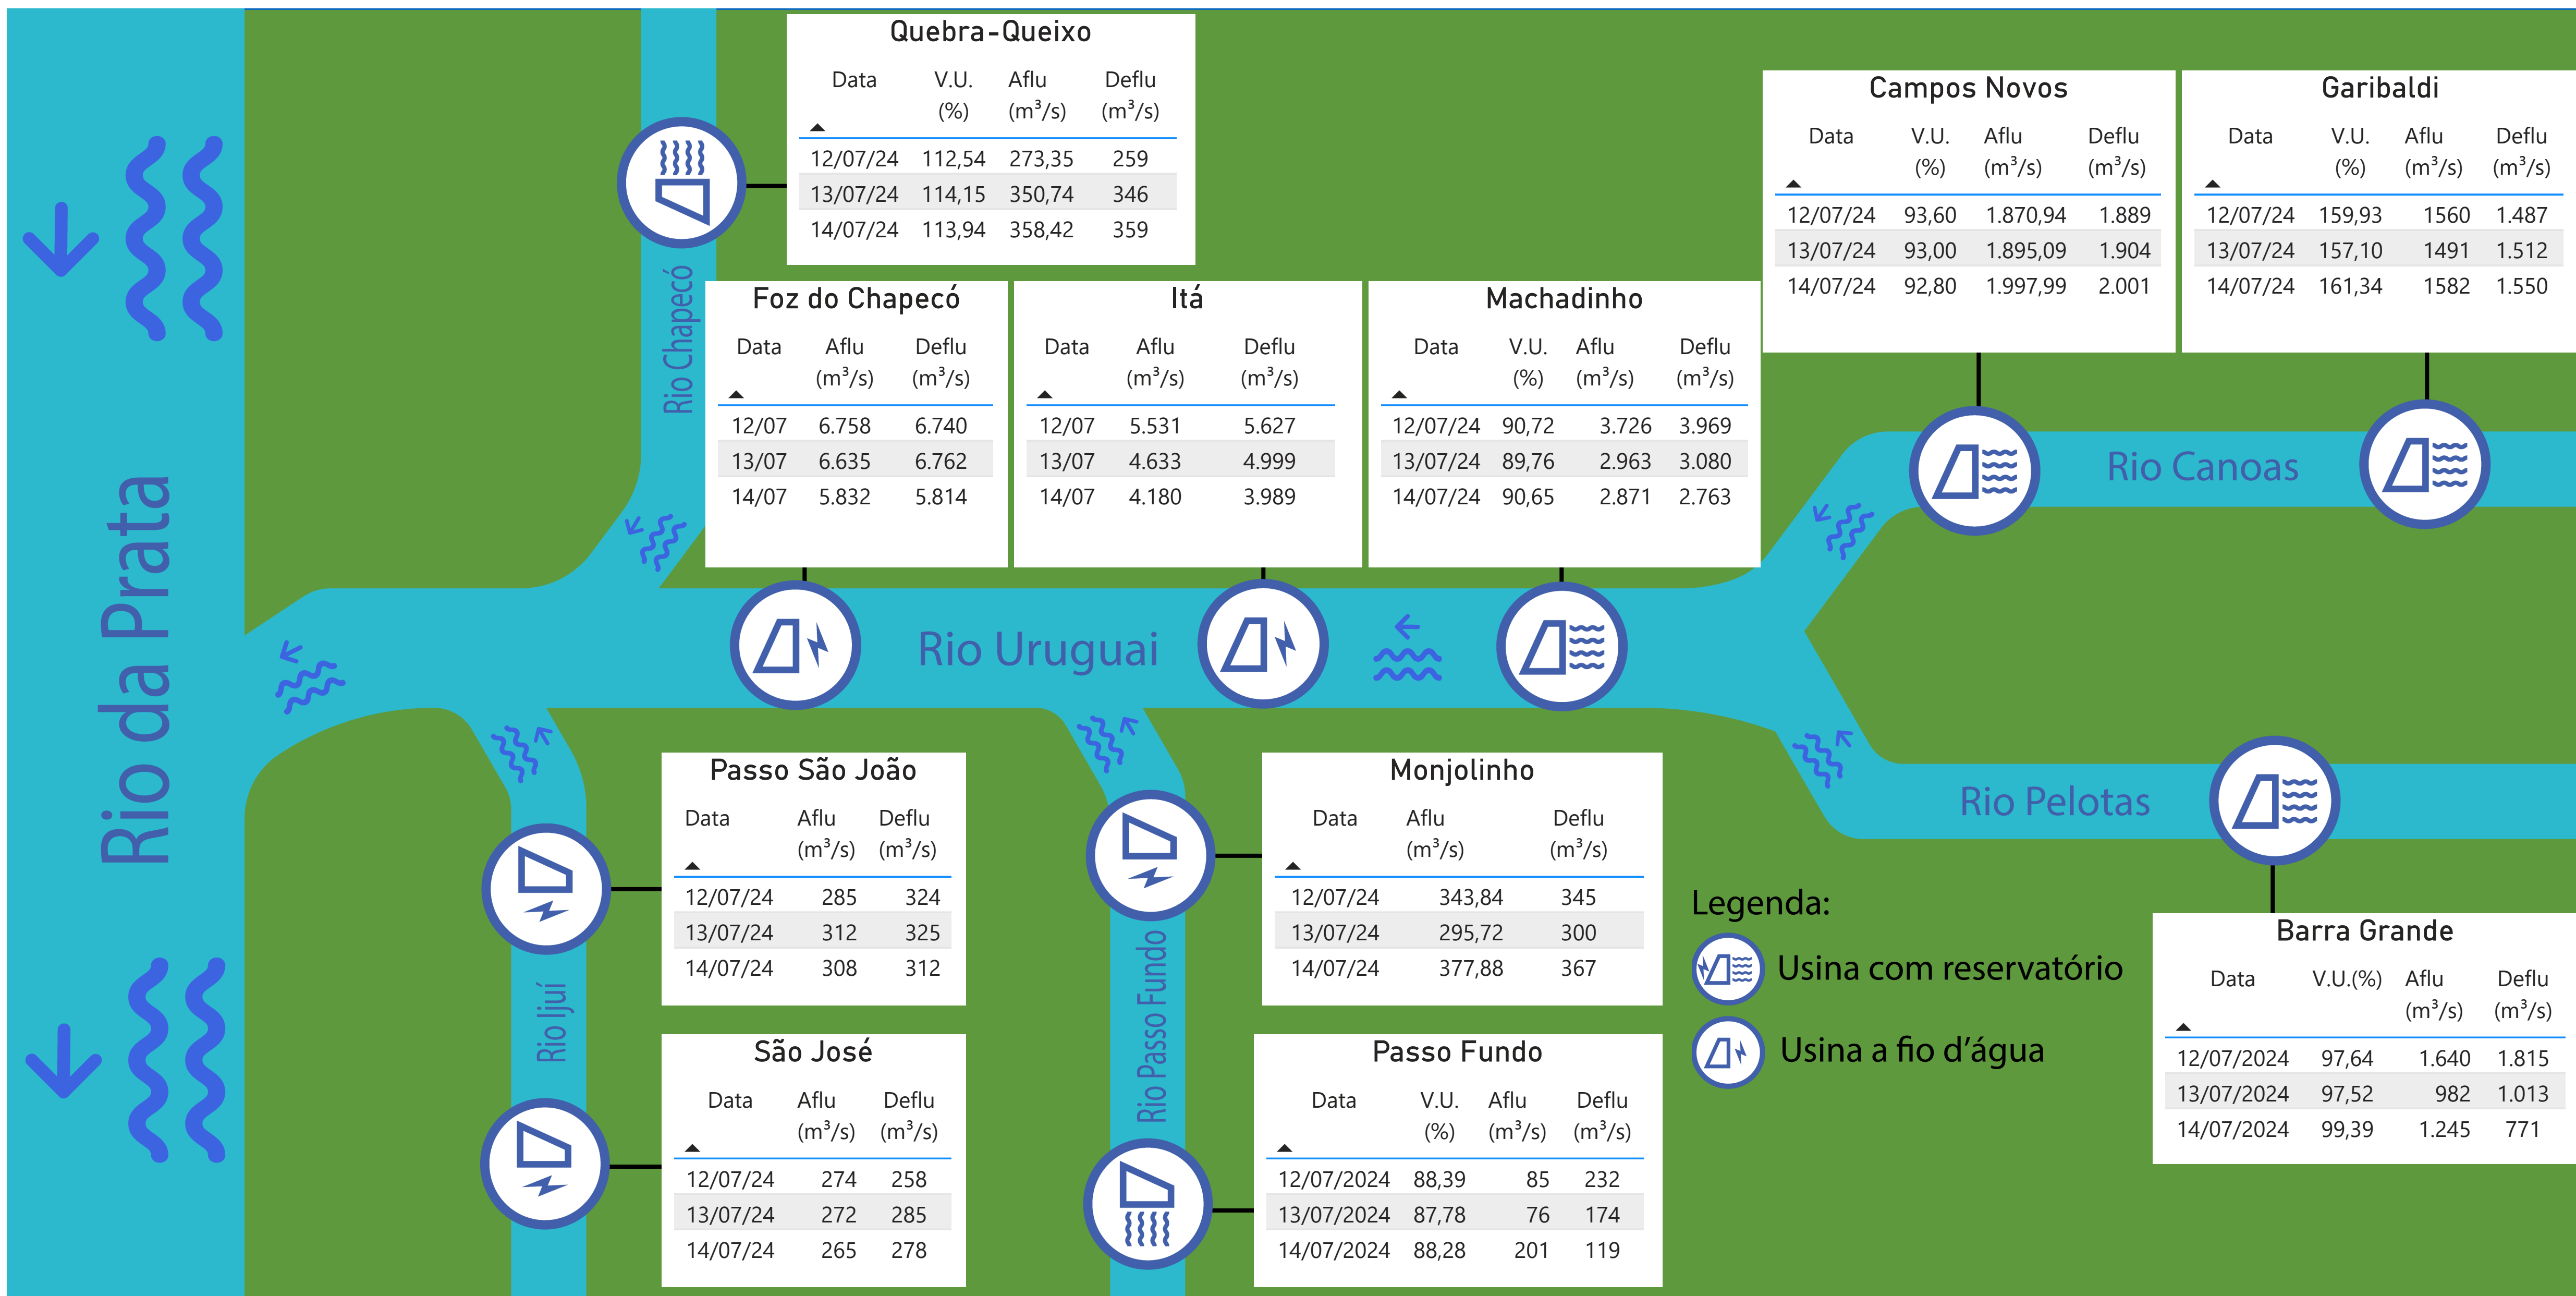 Quebra-Queixo
Data V.U. (%) Aflu (m³/s) Deflu (m³/s)
12/07/24 112,54 273,35 259
13/07/24 114,15 350,74 346
14/07/24 113,94 358,42 359
Campos Novos
Data V.U. (%) Aflu (m³/s) Deflu (m³/s)
12/07/24 93,60 1.870,94 1.889
13/07/24 93,00 1.895,09 1.904
14/07/24 92,80 1.997,99 2.001
Garibaldi
Data V.U. (%) Aflu (m³/s) Deflu (m³/s)
12/07/24 159,93 1560 1.487
13/07/24 157,10 1491 1.512
14/07/24 161,34 1582 1.550
Rio Chapecó
Foz do Chapecó
Data Aflu (m³/s) Deflu (m³/s)
12/07 6.758 6.740
13/07 6.635 6.762
14/07 5.832 5.814
Itá
Data Aflu (m³/s) Deflu (m³/s)
12/07 5.531 5.627
13/07 4.633 4.999
14/07 4.180 3.989
Machadinho
Data V.U. (%) Aflu (m³/s) Deflu (m³/s)
12/07/24 90,72 3.726 3.969
13/07/24 89,76 2.963 3.080
14/07/24 90,65 2.871 2.763
Rio Canoas
Rio da Prata
Rio Uruguai
Rio Pelotas
Passo São João
Data Aflu (m³/s) Deflu (m³/s)
12/07/24 285 324
13/07/24 312 325
14/07/24 308 312
Monjolinho
Data Aflu (m³/s) Deflu (m³/s)
12/07/24 343,84 345
13/07/24 295,72 300
14/07/24 377,88 367
Rio Ijuí
Rio Passo Fundo
São José
Data Aflu (m³/s) Deflu (m³/s)
12/07/24 274 258
13/07/24 272 285
14/07/24 265 278
Passo Fundo
Data V.U. (%) Aflu (m³/s) Deflu (m³/s)
12/07/2024 88,39 85 232
13/07/2024 87,78 76 174
14/07/2024 88,28 201 119
Legenda:
Usina com reservatório
Usina a fio d'água
Barra Grande
Data V.U.(%) Aflu (m³/s) Deflu (m³/s)
12/07/2024 97,64 1.640 1.815
13/07/2024 97,52 982 1.013
14/07/2024 99,39 1.245 771